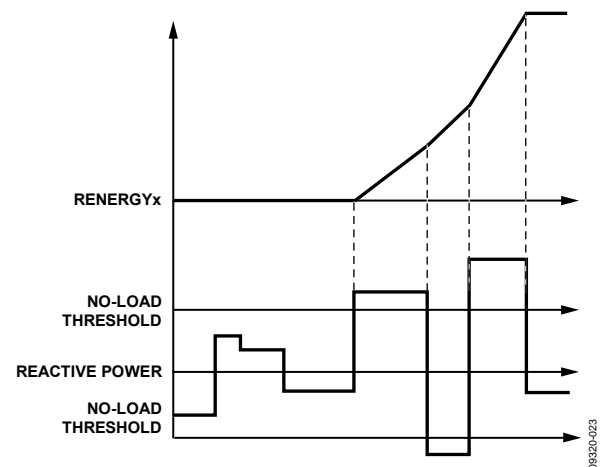 RENERGYx
NO-LOAD
THRESHOLD
REACTIVE POWER
NO-LOAD
THRESHOLD
09320-023